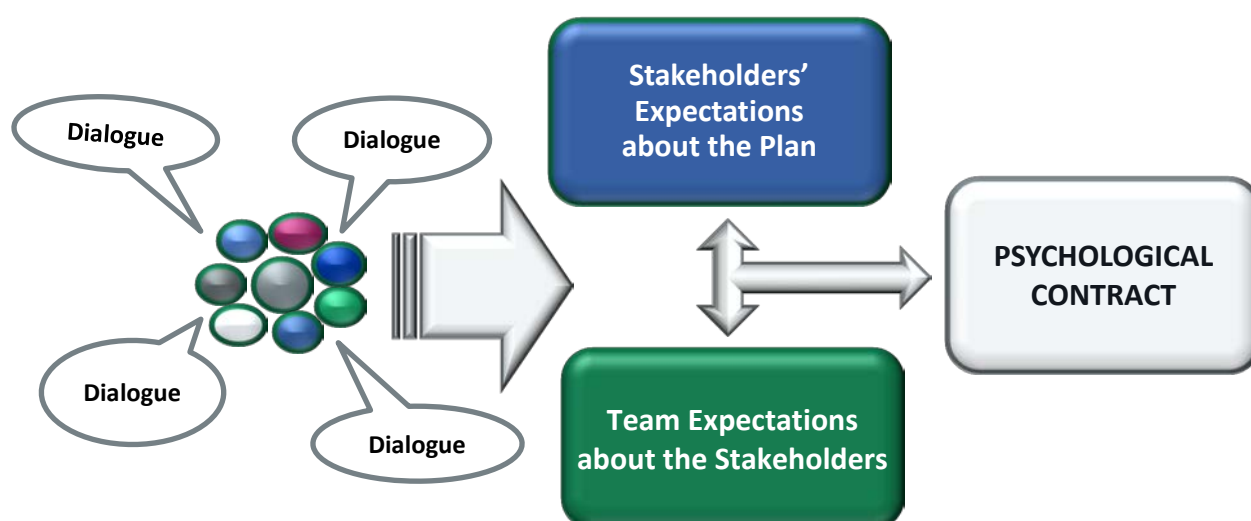 Dialogue
Dialogue
Dialogue
Dialogue
Stakeholders’
Expectations
about the Plan
Team Expectations
about the Stakeholders
PSYCHOLOGICAL
CONTRACT